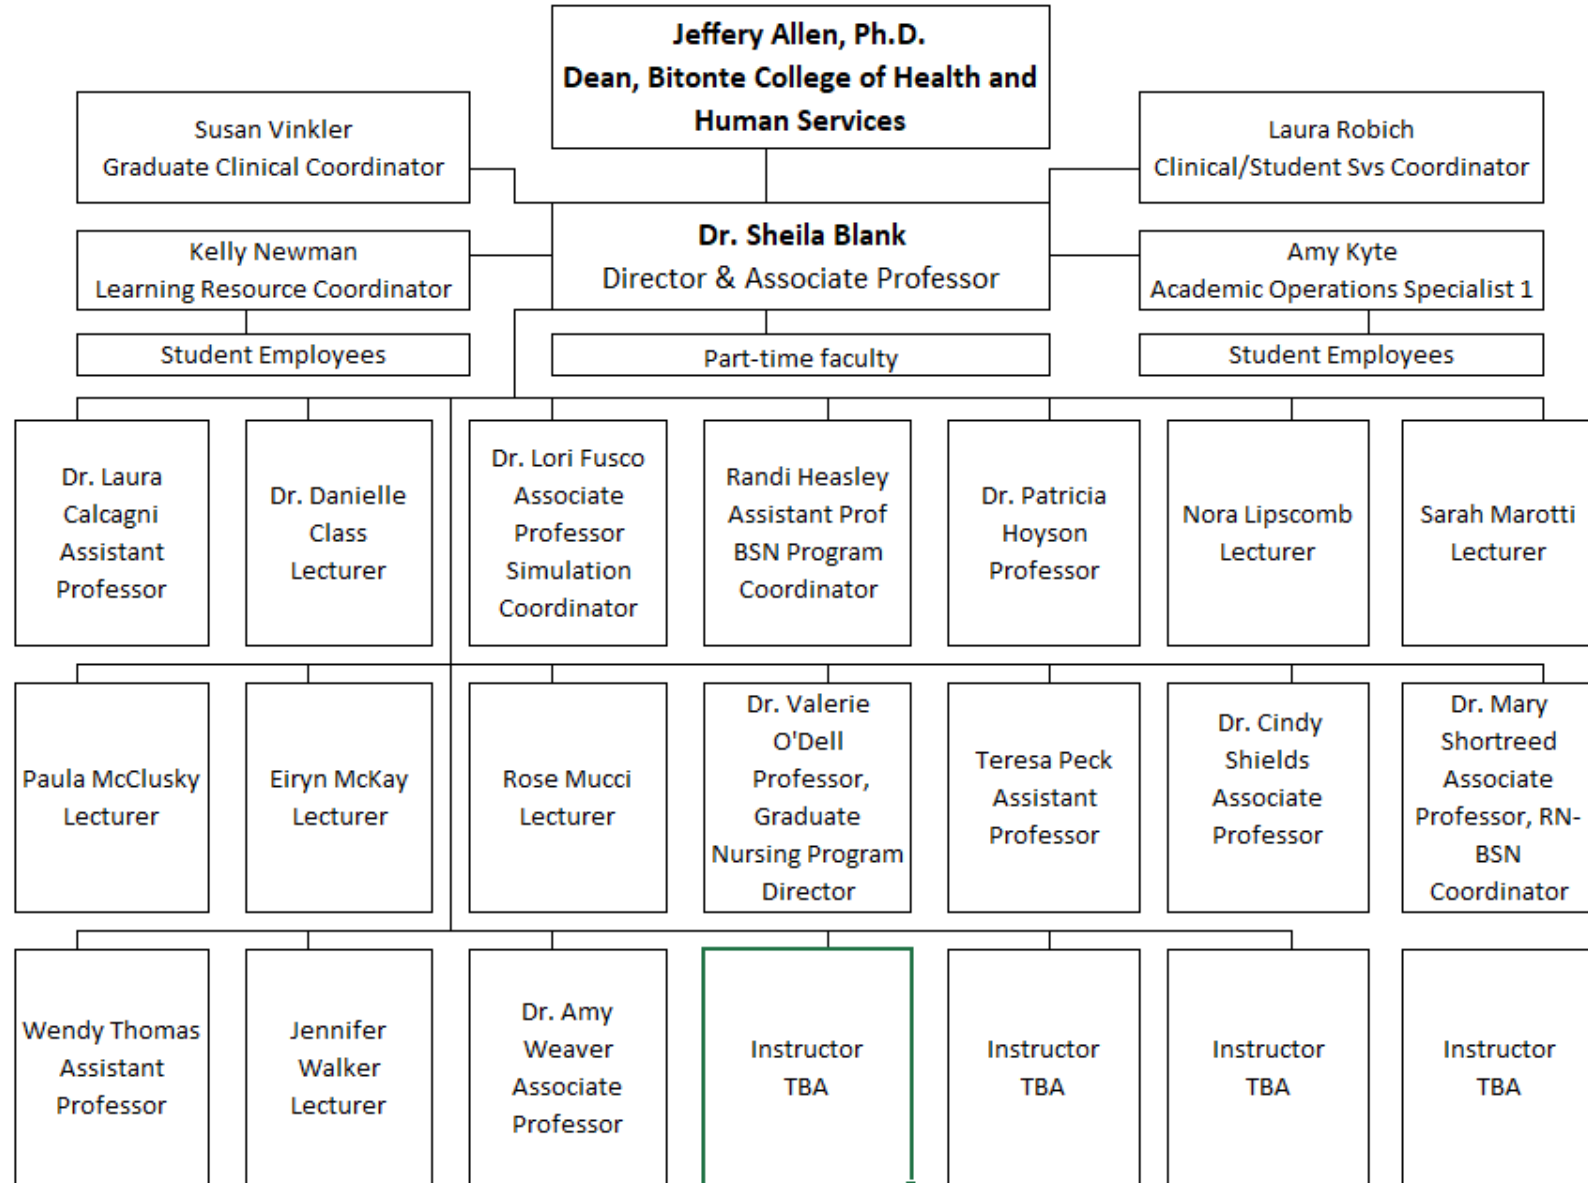 Jeffery Allen, Ph.D.
Dean, Bitonte College of Health and
Human Services
Susan Vinkler
Graduate Clinical Coordinator
Laura Robich
Clinical/Student Svs Coordinator
Dr. Sheila Blank
Director & Associate Professor
Kelly Newman
Learning Resource Coordinator
Amy Kyte
Academic Operations Specialist 1
Student Employees
Part-time faculty
Student Employees
Dr. Laura
Calcagni
Assistant
Professor
Dr. Danielle
Class
Lecturer
Dr. Lori Fusco
Associate
Professor
Simulation
Coordinator
Randi Heasley
Assistant Prof
BSN Program
Coordinator
Dr. Patricia
Hoyson
Professor
Nora Lipscomb
Lecturer
Sarah Marotti
Lecturer
Paula McClusky
Lecturer
Eiryn McKay
Lecturer
Rose Mucci
Lecturer
Dr. Valerie
O'Dell
Professor,
Graduate
Nursing Program
Director
Teresa Peck
Assistant
Professor
Dr. Cindy
Shields
Associate
Professor
Dr. Mary
Shortreed
Associate
Professor, RN-
BSN
Coordinator
Wendy Thomas
Assistant
Professor
Jennifer
Walker
Lecturer
Dr. Amy
Weaver
Associate
Professor
Instructor
TBA
Instructor
TBA
Instructor
TBA
Instructor
TBA